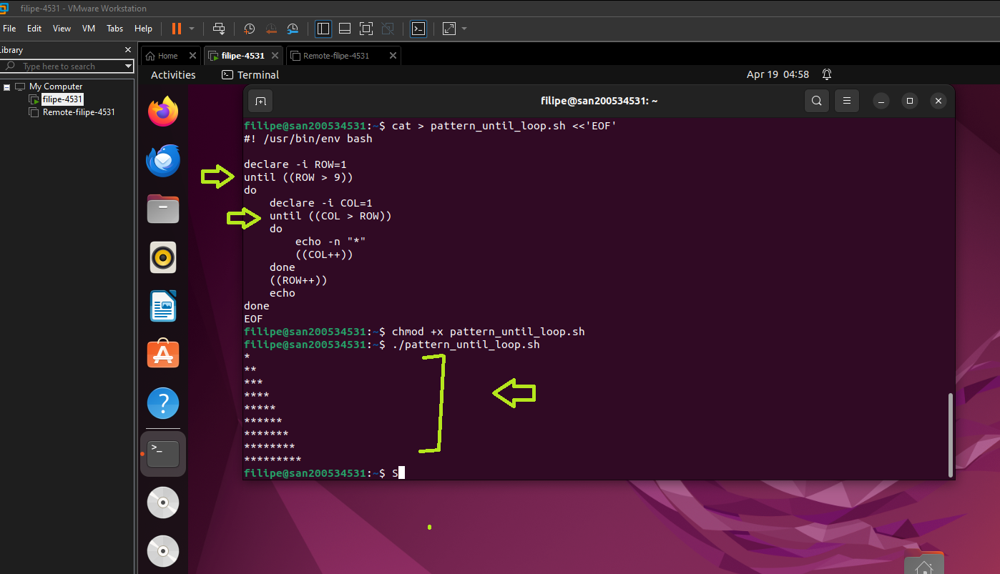 filipe-4531 - VMware Workstation
File Edit View VM Tabs Help
Library
Type here to search
My Computer
filipe-4531
Remote-filipe-4531
Home filipe-4531 Remote-filipe-4531
Activities Terminal Apr 19 04:58
filipe@san200534531: ~
filipe@san200534531:~$ cat > pattern_until_loop.sh <<'EOF'
#! /usr/bin/env bash
declare -i ROW=1
until ((ROW > 9))
do
    declare -i COL=1
    until ((COL > ROW))
    do
        echo -n "*"
        ((COL++))
    done
    ((ROW++))
    echo
done
EOF
filipe@san200534531:~$ chmod +x pattern_until_loop.sh
filipe@san200534531:~$ ./pattern_until_loop.sh
*
**
***
****
*****
******
*******
********
*********
filipe@san200534531:~$ S